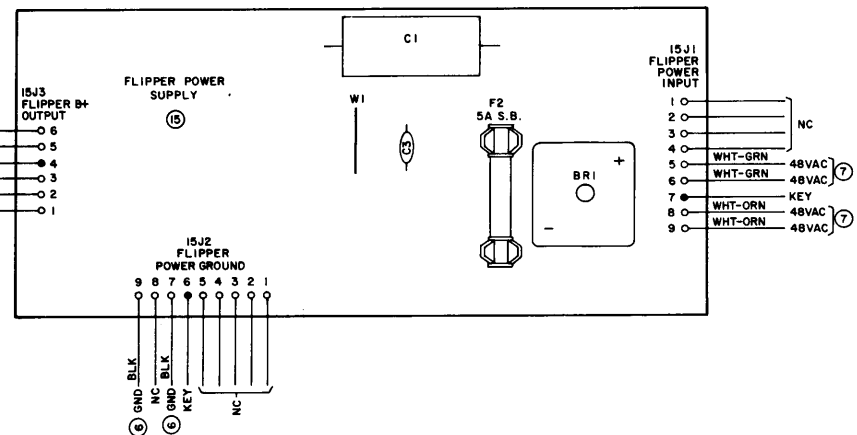 C1
15J1
FLIPPER
POWER
INPUT
FLIPPER POWER
SUPPLY
15
15J3
FLIPPER B+
OUTPUT
6
5
4
3
2
1
W1
C3
F2
5A S.B.
BR1
+
-
1
2
3
4
NC
5 WHT-GRN 48VAC
6 WHT-GRN 48VAC
7
7 KEY
8 WHT-ORN 48VAC
9 WHT-ORN 48VAC
7
15J2
FLIPPER
POWER GROUND
9 8 7 6 5 4 3 2 1
BLK
GND
6
NC
BLK
GND
6
KEY
NC